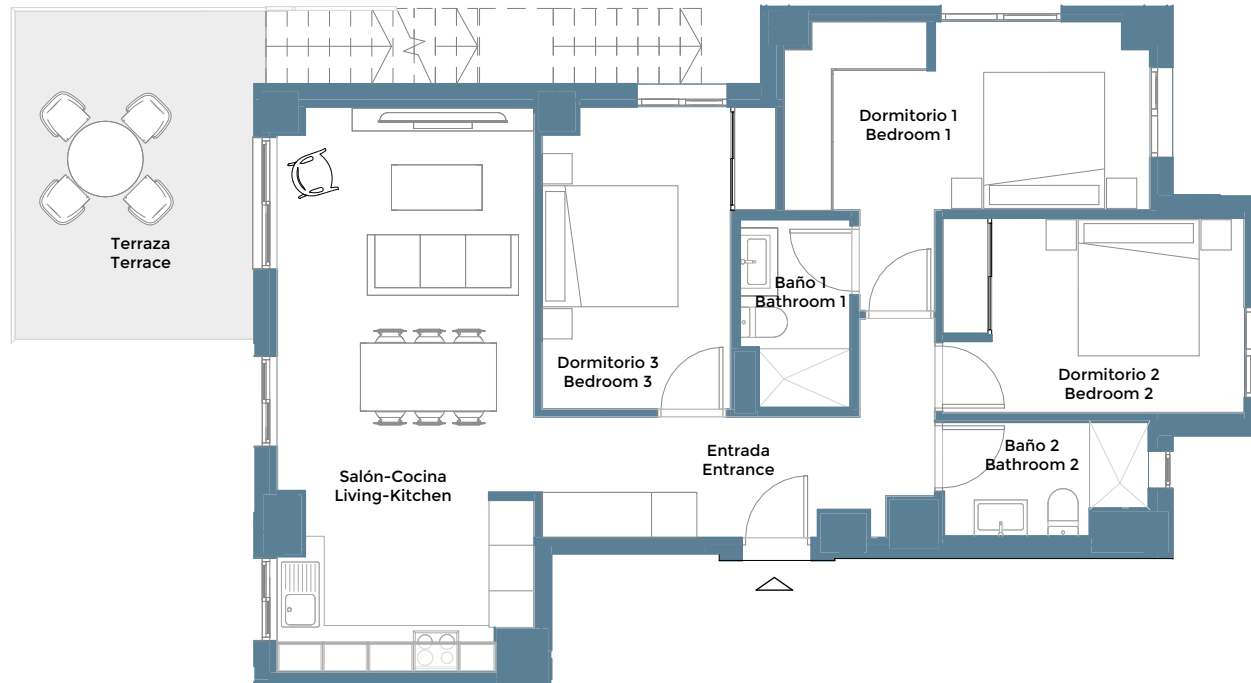 Dormitorio 1
Bedroom 1
Terraza
Terrace
Baño 1
Bathroom 1
Dormitorio 3
Bedroom 3
Dormitorio 2
Bedroom 2
Baño 2
Bathroom 2
Entrada
Entrance
Salón-Cocina
Living-Kitchen